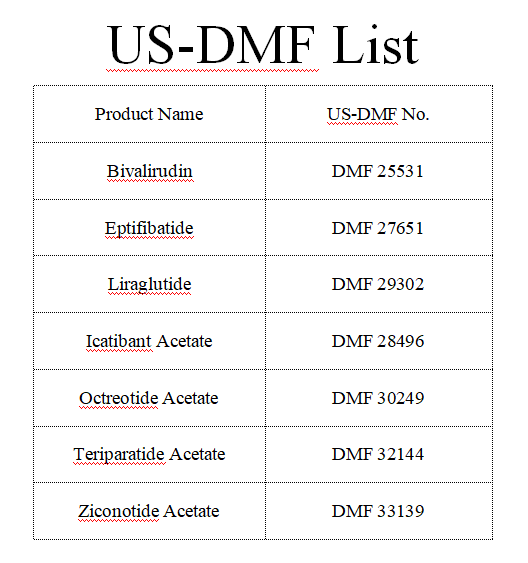 US-DMF List
Product Name US-DMF No.
Bivalirudin DMF 25531
Eptifibatide DMF 27651
Liraglutide DMF 29302
Icatibant Acetate DMF 28496
Octreotide Acetate DMF 30249
Teriparatide Acetate DMF 32144
Ziconotide Acetate DMF 33139